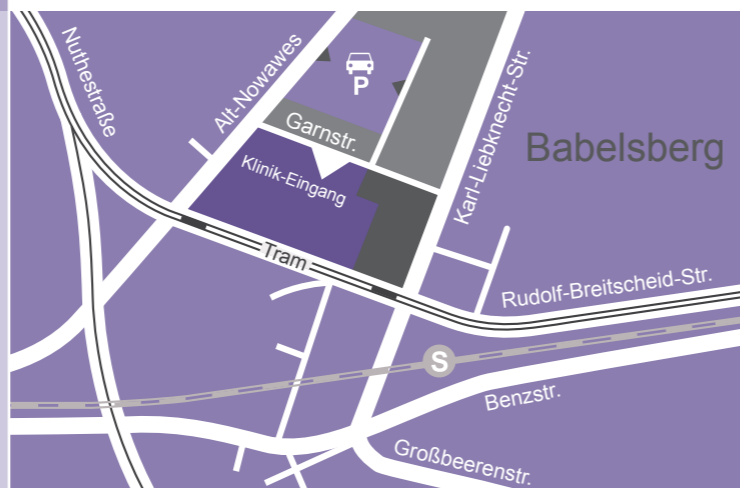 Nuthestraße
Alt-Nowawes
P
Garnstr.
Klinik-Eingang
Karl-Liebknecht-Str.
Babelsberg
Tram
Rudolf-Breitscheid-Str.
S
Benzstr.
Großbeerenstr.